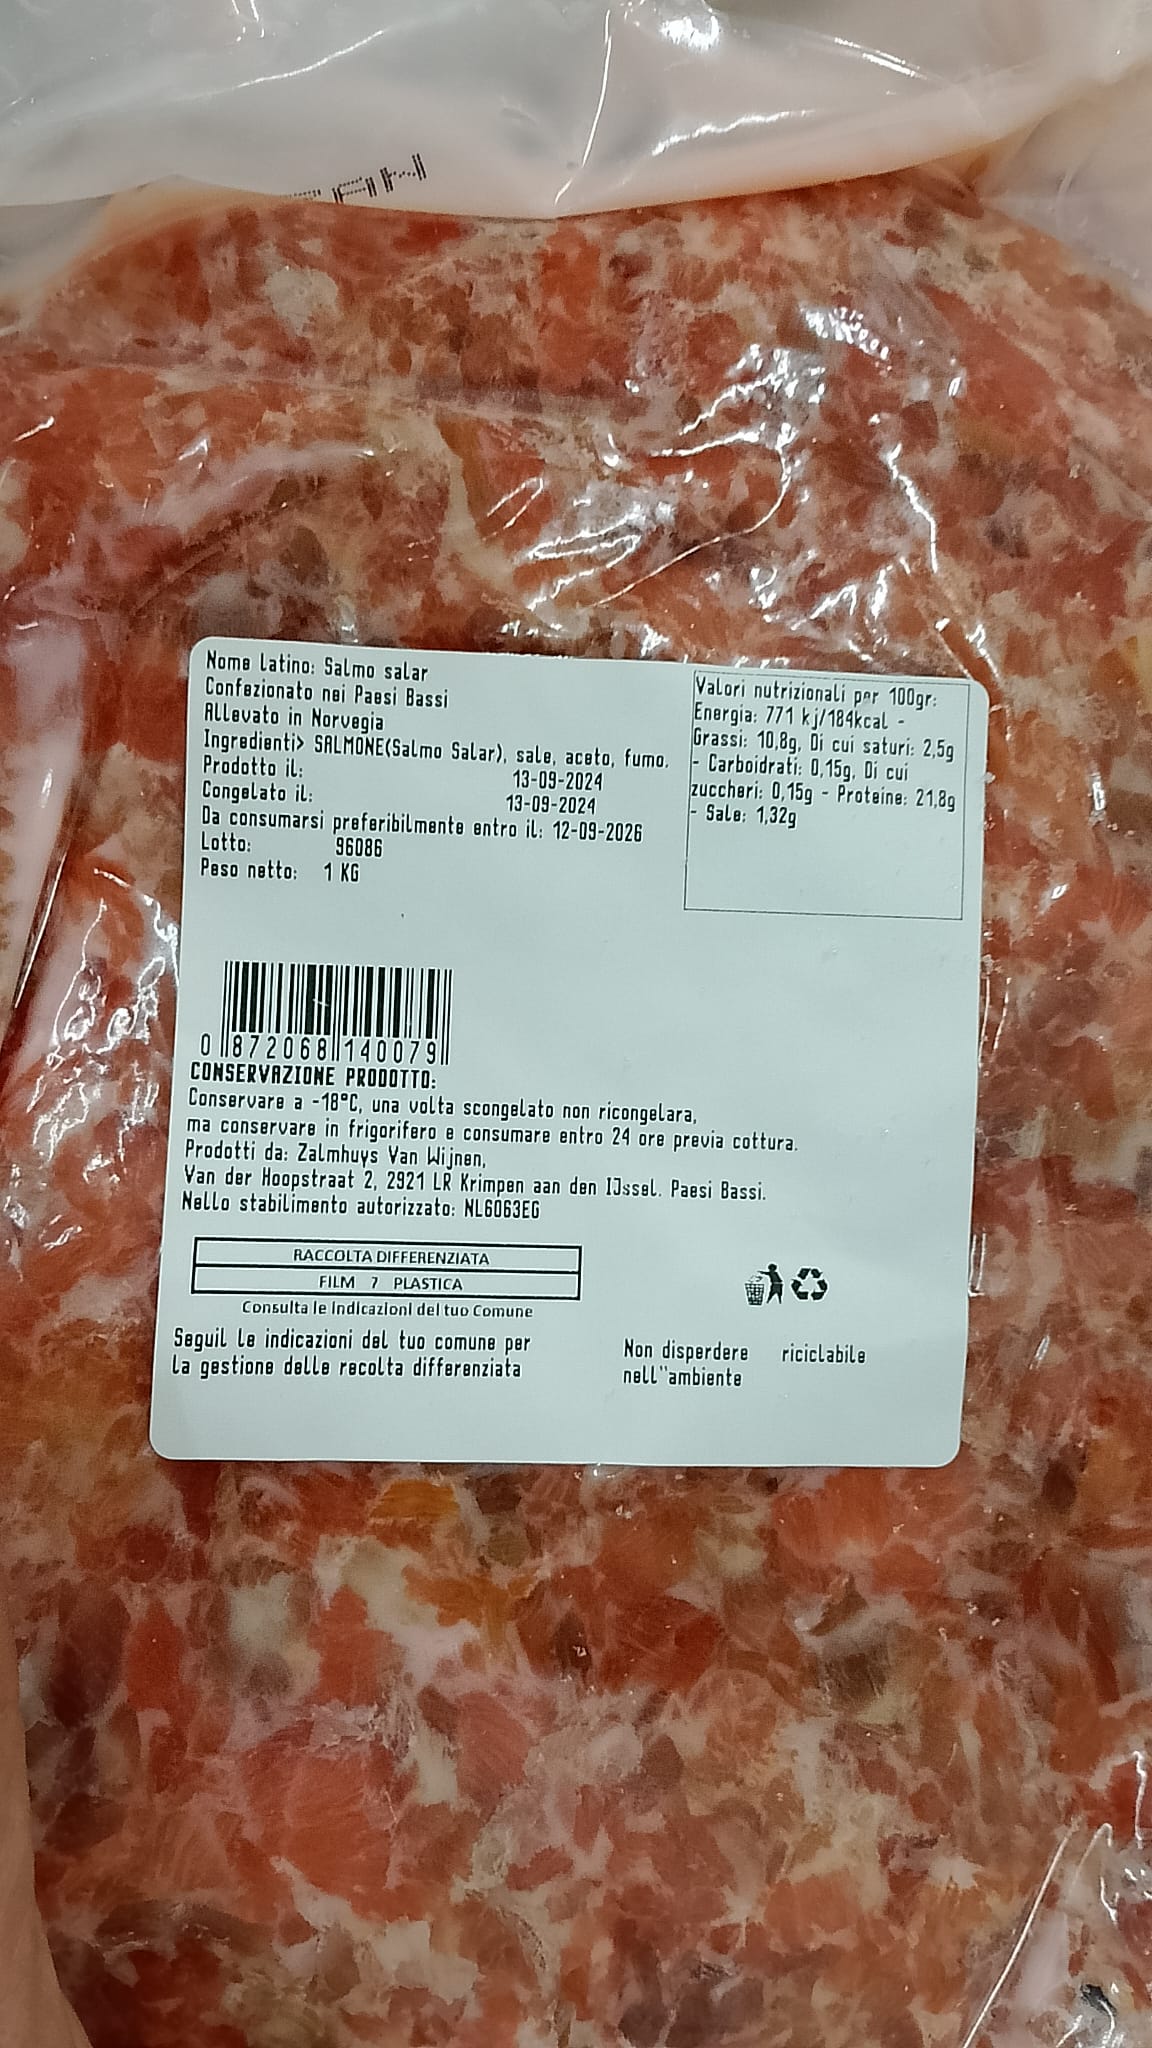 Nome Latino: Salmo salar
Confezionato nei Paesi Bassi
Allevato in Norvegia
Ingredienti> SALMONE(Salmo Salar), sale, aceto, fumo.
Prodotto il: 13-09-2024
Congelato il: 13-09-2024
Da consumarsi preferibilmente entro il: 12-09-2026
Lotto: 96086
Peso netto: 1 KG
Valori nutrizionali per 100gr:
Energia: 771 kj/184kcal -
Grassi: 10,8g, Di cui saturi: 2,5g
- Carboidrati: 0,15g, Di cui
zuccheri: 0,15g - Proteine: 21,8g
- Sale: 1,32g
0 872068 140079
CONSERVAZIONE PRODOTTO:
Conservare a -18°C, una volta scongelato non ricongelara,
ma conservare in frigorifero e consumare entro 24 ore previa cottura.
Prodotti da: Zalmhuys Van Wijnen,
Van der Hoopstraat 2, 2921 LR Krimpen aan den IJssel. Paesi Bassi.
Nello stabilimento autorizzato: NL6063EG
RACCOLTA DIFFERENZIATA
FILM 7 PLASTICA
Consulta le Indicazioni del tuo Comune
Seguil le indicazioni del tuo comune per
la gestione delle recolta differenziata
Non disperdere
nell''ambiente
riciclabile